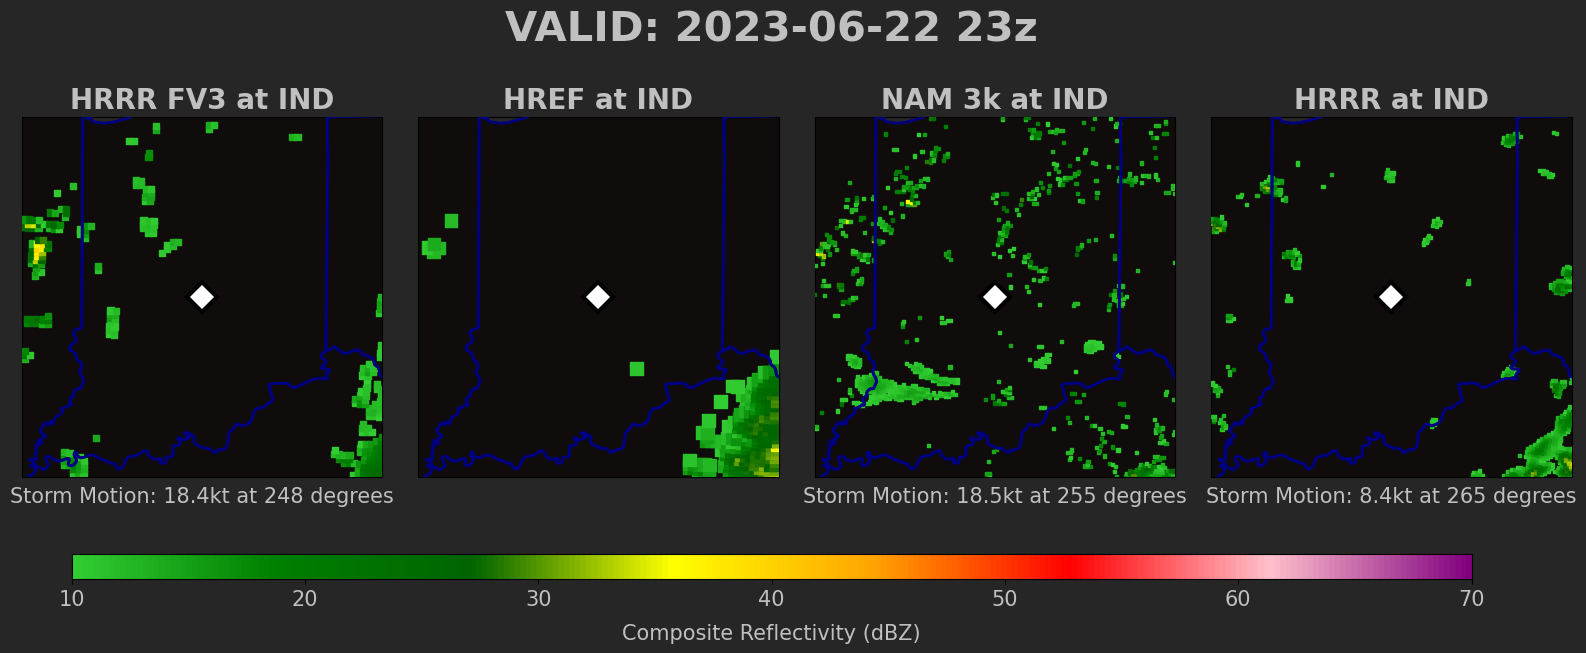 VALID: 2023-06-22 23z
HRRR FV3 at IND
HREF at IND
NAM 3k at IND
HRRR at IND
Storm Motion: 18.4kt at 248 degrees
Storm Motion: 18.5kt at 255 degrees
Storm Motion: 8.4kt at 265 degrees
10 20 30 40 50 60 70
Composite Reflectivity (dBZ)